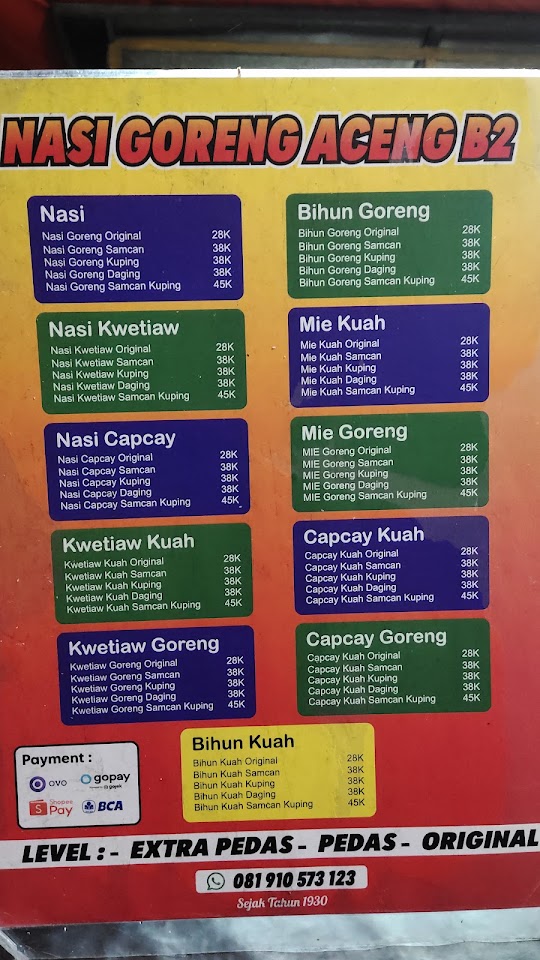 NASI GORENG ACENG B2
Nasi
Nasi Goreng Original 28K
Nasi Goreng Samcan 38K
Nasi Goreng Kuping 38K
Nasi Goreng Daging 38K
Nasi Goreng Samcan Kuping 45K
Nasi Kwetiaw
Nasi Kwetiaw Original 28K
Nasi Kwetiaw Samcan 38K
Nasi Kwetiaw Kuping 38K
Nasi Kwetiaw Daging 38K
Nasi Kwetiaw Samcan Kuping 45K
Nasi Capcay
Nasi Capcay Original 28K
Nasi Capcay Samcan 38K
Nasi Capcay Kuping 38K
Nasi Capcay Daging 38K
Nasi Capcay Samcan Kuping 45K
Kwetiaw Kuah
Kwetiaw Kuah Original 28K
Kwetiaw Kuah Samcan 38K
Kwetiaw Kuah Kuping 38K
Kwetiaw Kuah Daging 38K
Kwetiaw Kuah Samcan Kuping 45K
Kwetiaw Goreng
Kwetiaw Goreng Original 28K
Kwetiaw Goreng Samcan 38K
Kwetiaw Goreng Kuping 38K
Kwetiaw Goreng Daging 38K
Kwetiaw Goreng Samcan Kuping 45K
Bihun Goreng
Bihun Goreng Original 28K
Bihun Goreng Samcan 38K
Bihun Goreng Kuping 38K
Bihun Goreng Daging 38K
Bihun Goreng Samcan Kuping 45K
Mie Kuah
Mie Kuah Original 28K
Mie Kuah Samcan 38K
Mie Kuah Kuping 38K
Mie Kuah Daging 38K
Mie Kuah Samcan Kuping 45K
Mie Goreng
MIE Goreng Original 28K
MIE Goreng Samcan 38K
MIE Goreng Kuping 38K
MIE Goreng Daging 38K
MIE Goreng Samcan Kuping 45K
Capcay Kuah
Capcay Kuah Original 28K
Capcay Kuah Samcan 38K
Capcay Kuah Kuping 38K
Capcay Kuah Daging 38K
Capcay Kuah Samcan Kuping 45K
Capcay Goreng
Capcay Kuah Original 28K
Capcay Kuah Samcan 38K
Capcay Kuah Kuping 38K
Capcay Kuah Daging 38K
Capcay Kuah Samcan Kuping 45K
Bihun Kuah
Bihun Kuah Original 28K
Bihun Kuah Samcan 38K
Bihun Kuah Kuping 38K
Bihun Kuah Daging 38K
Bihun Kuah Samcan Kuping 45K
Payment :
OVO gopay
Shopee Pay BCA
LEVEL : - EXTRA PEDAS - PEDAS - ORIGINAL
081 910 573 123
Sejak Tahun 1930